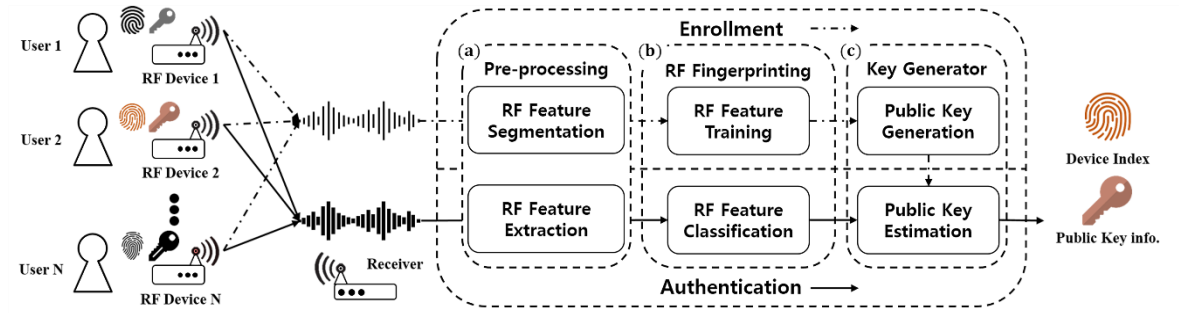 User 1
RF Device 1
User 2
RF Device 2
User N
RF Device N
Receiver
Enrollment
(a)
Pre-processing
RF Feature
Segmentation
RF Feature
Extraction
(b)
RF Fingerprinting
RF Feature
Training
RF Feature
Classification
(c)
Key Generator
Public Key
Generation
Public Key
Estimation
Authentication
Device Index
Public Key info.